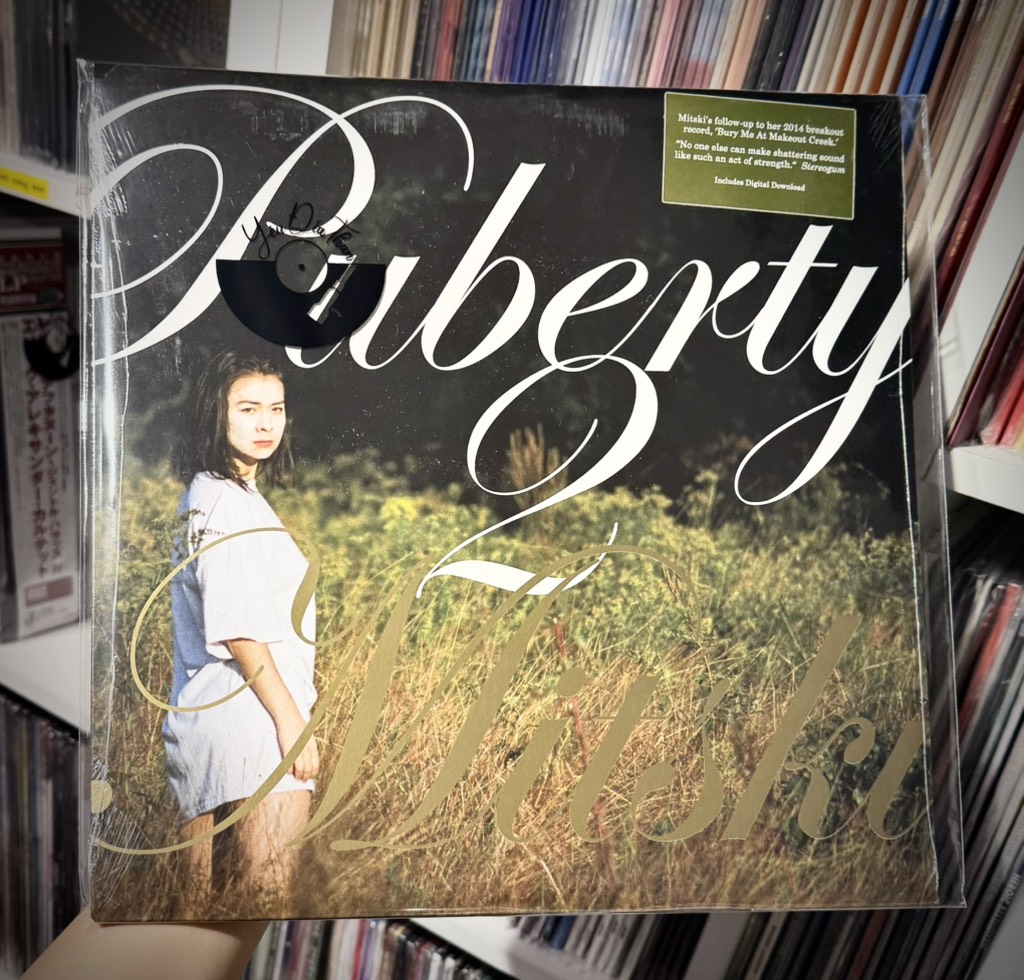 Puberty
2
Mitski
Mitski's follow-up to her 2014 breakout
record, 'Bury Me At Makeout Creek.'
"No one else can make shattering sound
like such an act of strength." Stereogum
Includes Digital Download
LP